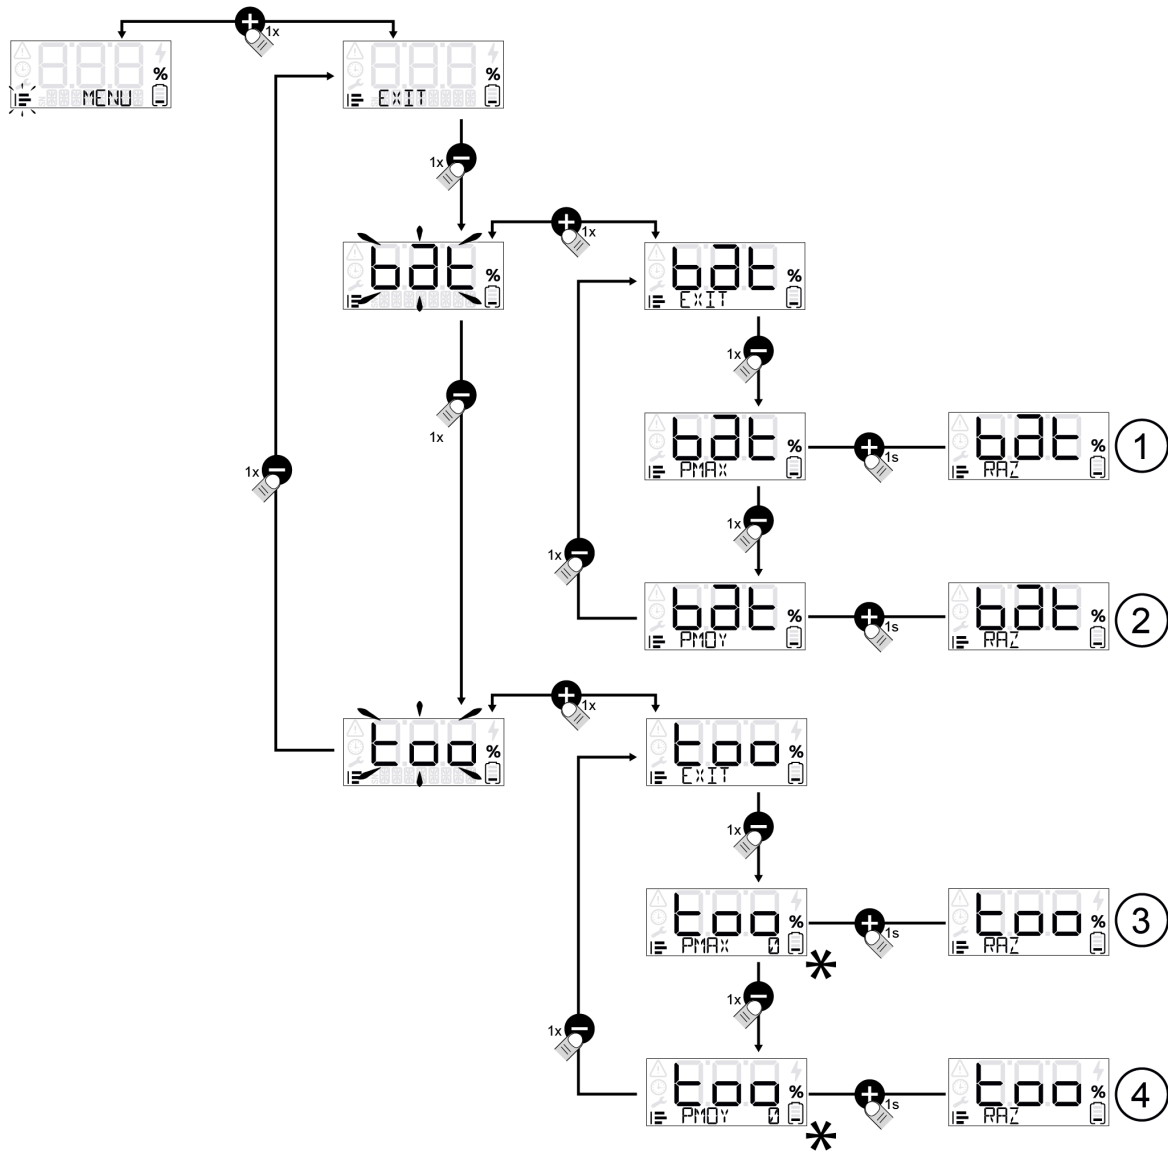 1x
%
MENU
%
EXIT
1x
1x
bat
%
bat
%
EXIT
1x
1x
1x
bat
%
PMAX
1s
bat
%
RAZ
1
1x
1x
bat
%
PMOY
1s
bat
%
RAZ
2
1x
too
%
too
%
EXIT
1x
too
%
PMAX 0
*
1s
too
%
RAZ
3
1x
1x
too
%
PMOY 0
*
1s
too
%
RAZ
4